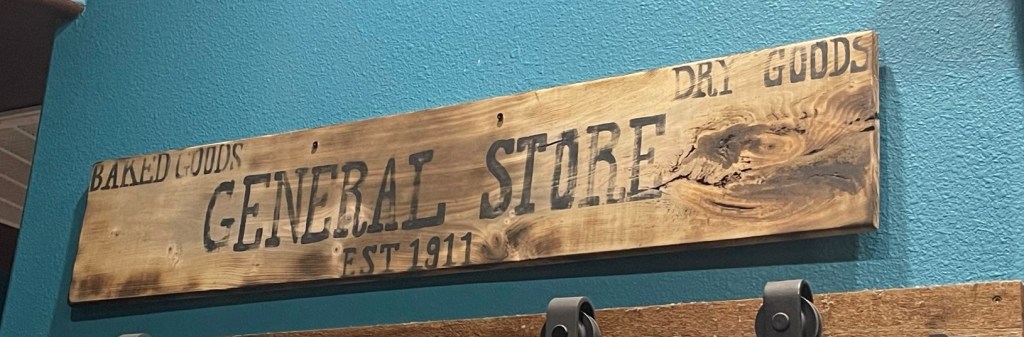 DRY GOODS
BAKED GOODS
GENERAL STORE
EST 1911